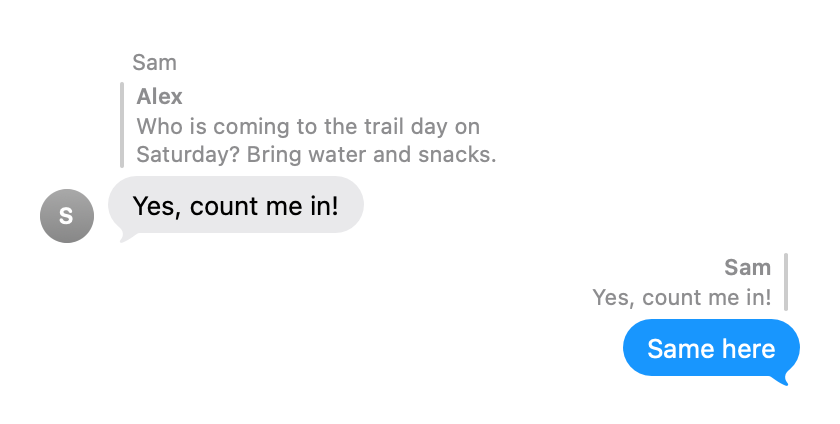 Sam
Alex
Who is coming to the trail day on
Saturday? Bring water and snacks.
S
Yes, count me in!
Sam
Yes, count me in!
Same here